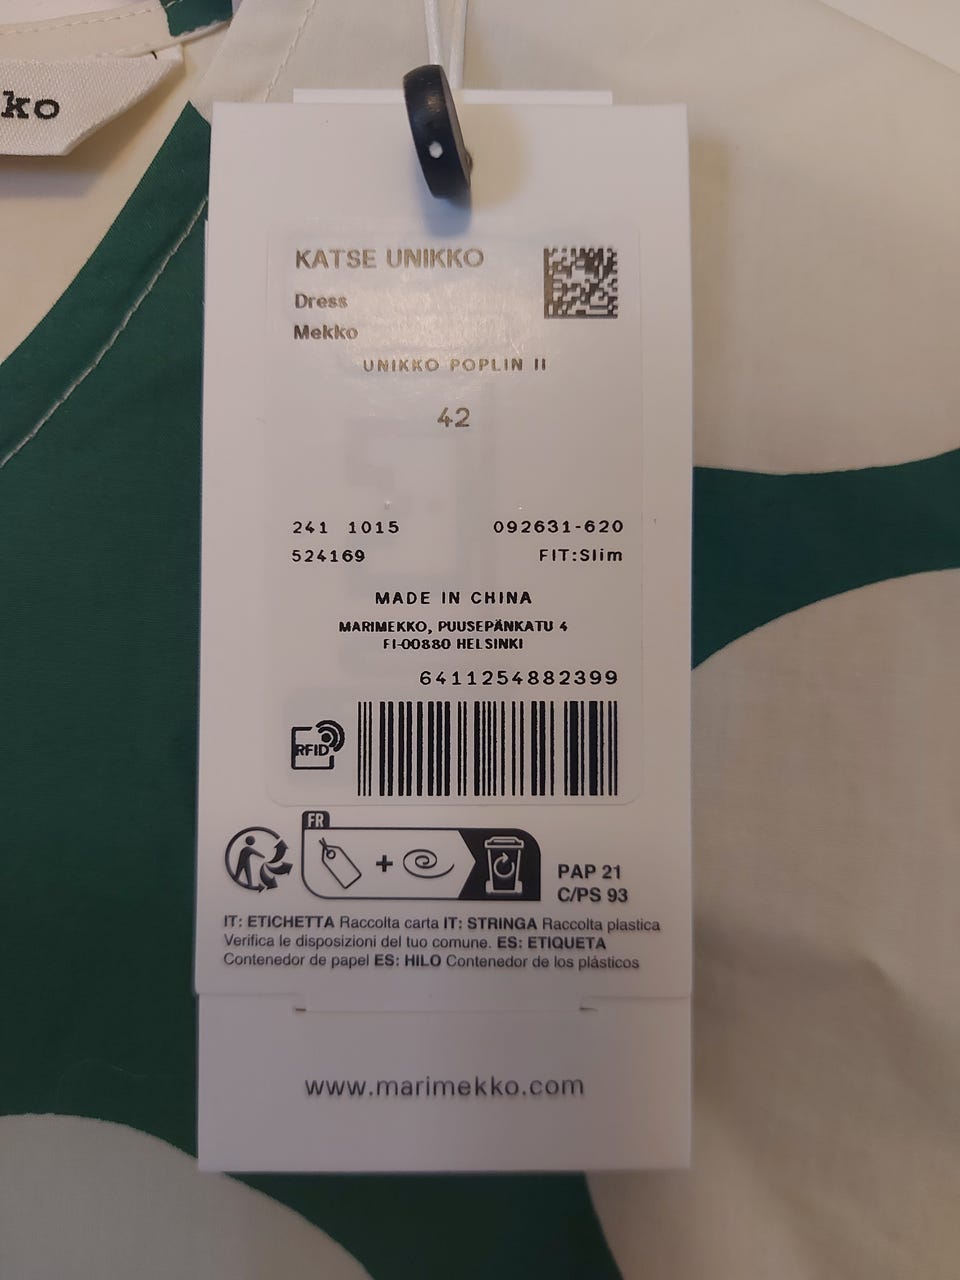 ko
KATSE UNIKKO
Dress
Mekko
UNIKKO POPLIN II
42
241 1015 092631-620
524169 FIT:Slim
MADE IN CHINA
MARIMEKKO, PUUSEPÄNKATU 4
FI-00880 HELSINKI
6411254882399
RFID
FR
+
PAP 21
C/PS 93
IT: ETICHETTA Raccolta carta IT: STRINGA Raccolta plastica
Verifica le disposizioni del tuo comune. ES: ETIQUETA
Contenedor de papel ES: HILO Contenedor de los plásticos
www.marimekko.com